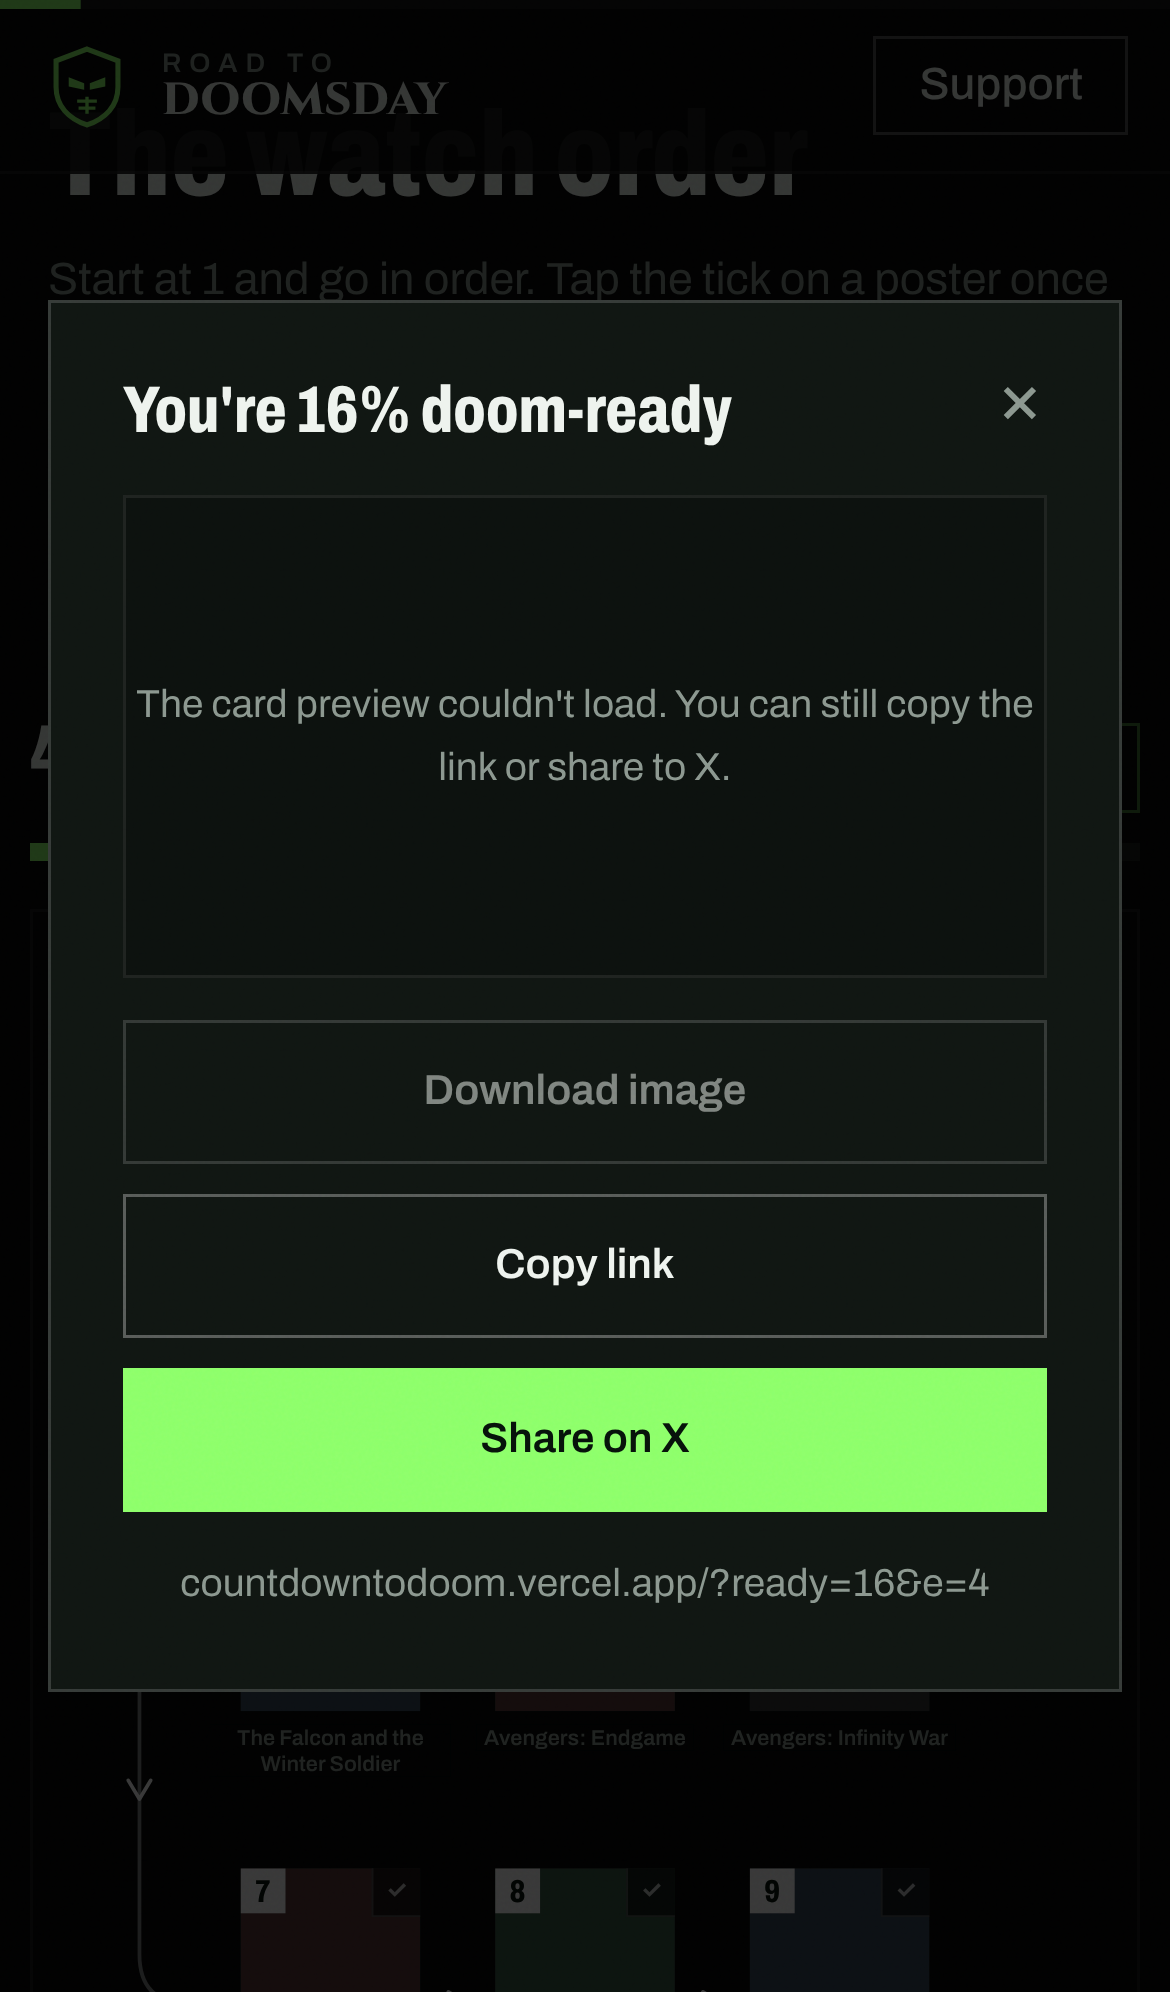 ROAD TO
DOOMSDAY
Support
The watch order
Start at 1 and go in order. Tap the tick on a poster once
You're 16% doom-ready
The card preview couldn't load. You can still copy the
link or share to X.
Download image
Copy link
Share on X
countdowntodoom.vercel.app/?ready=16&e=4
The Falcon and the
Winter Soldier
Avengers: Endgame
Avengers: Infinity War
7
8
9